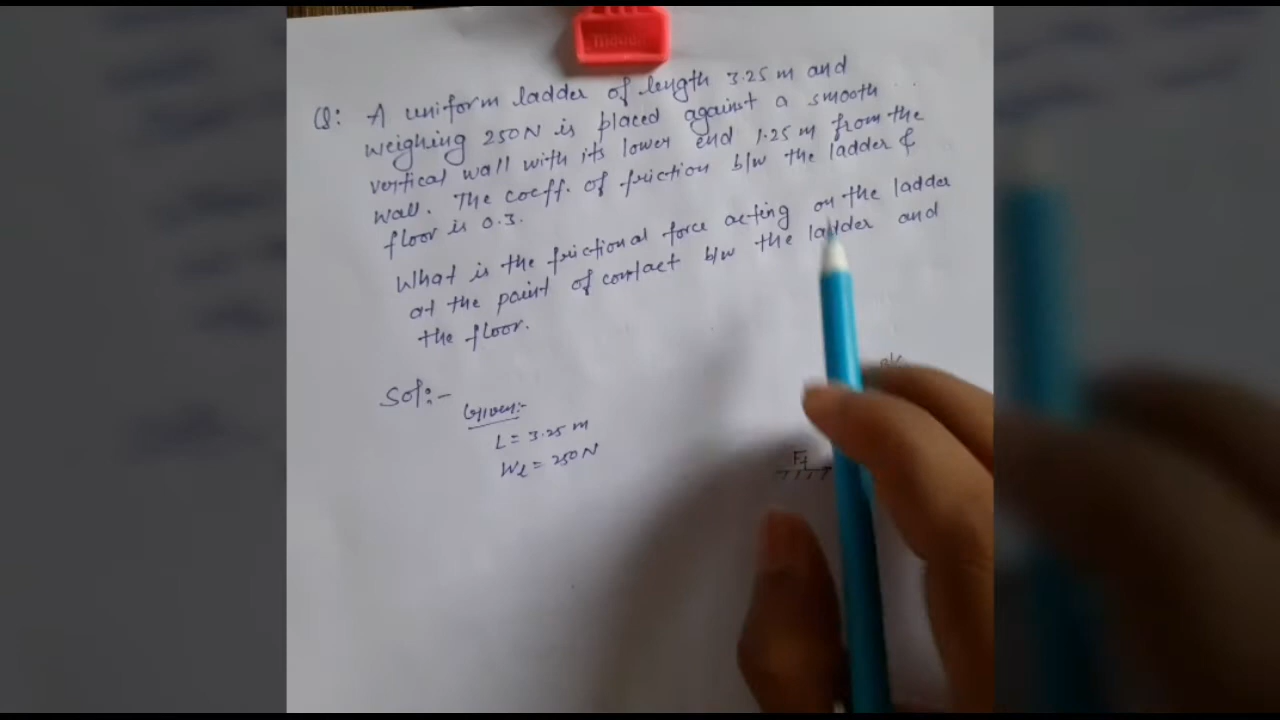 Q: A uniform ladder of length 3.25 m and
weighing 250N is placed against a smooth
vertical wall with its lower end 1.25 m from the
wall. The coeff. of friction b/w the ladder &
floor is 0.3.
What is the frictional force acting on the ladder
at the point of contact b/w the ladder and
the floor.
Sol:-
Given:-
L = 3.25 m
Wl = 250N
Ff